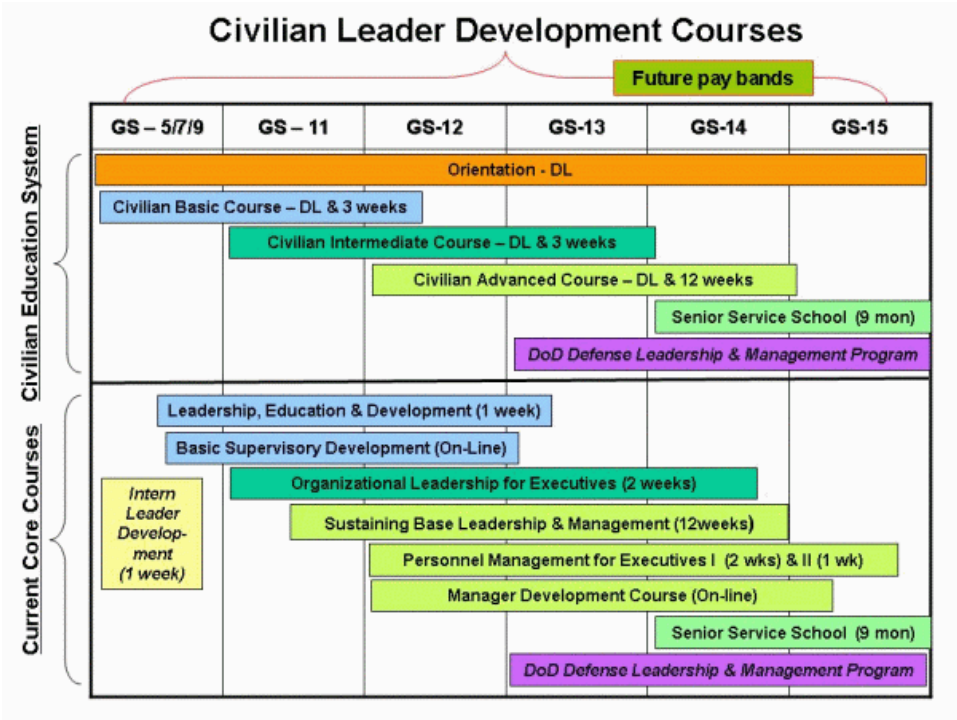 Civilian Leader Development Courses
Future pay bands
GS – 5/7/9
GS – 11
GS-12
GS-13
GS-14
GS-15
Civilian Education System
Orientation - DL
Civilian Basic Course – DL & 3 weeks
Civilian Intermediate Course – DL & 3 weeks
Civilian Advanced Course – DL & 12 weeks
Senior Service School (9 mon)
DoD Defense Leadership & Management Program
Current Core Courses
Leadership, Education & Development (1 week)
Basic Supervisory Development (On-Line)
Organizational Leadership for Executives (2 weeks)
Intern
Leader
Develop-
ment
(1 week)
Sustaining Base Leadership & Management (12weeks)
Personnel Management for Executives I (2 wks) & II (1 wk)
Manager Development Course (On-line)
Senior Service School (9 mon)
DoD Defense Leadership & Management Program